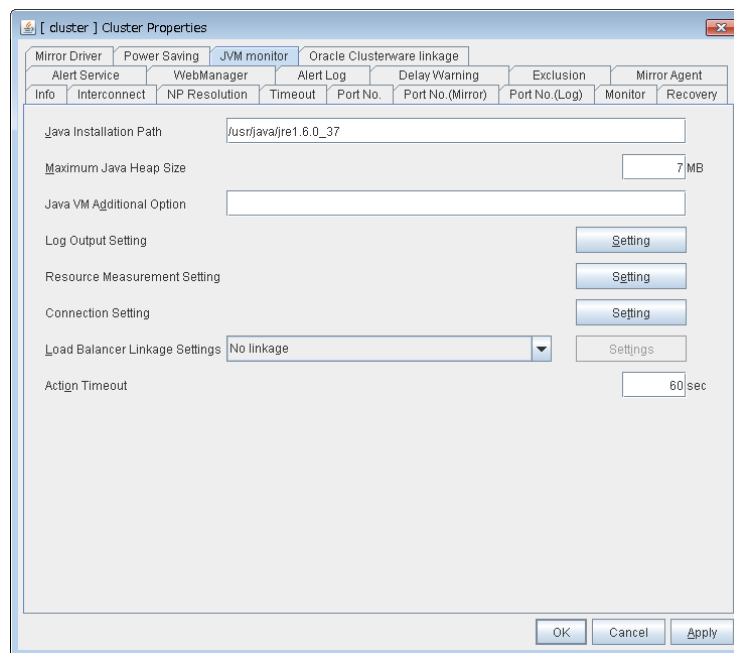 [ cluster ] Cluster Properties
Mirror Driver Power Saving JVM monitor Oracle Clusterware linkage
Alert Service WebManager Alert Log Delay Warning Exclusion Mirror Agent
Info Interconnect NP Resolution Timeout Port No. Port No.(Mirror) Port No.(Log) Monitor Recovery
Java Installation Path /usr/java/jre1.6.0_37
Maximum Java Heap Size 7 MB
Java VM Additional Option
Log Output Setting Setting
Resource Measurement Setting Setting
Connection Setting Setting
Load Balancer Linkage Settings No linkage Settings
Action Timeout 60 sec
OK Cancel Apply